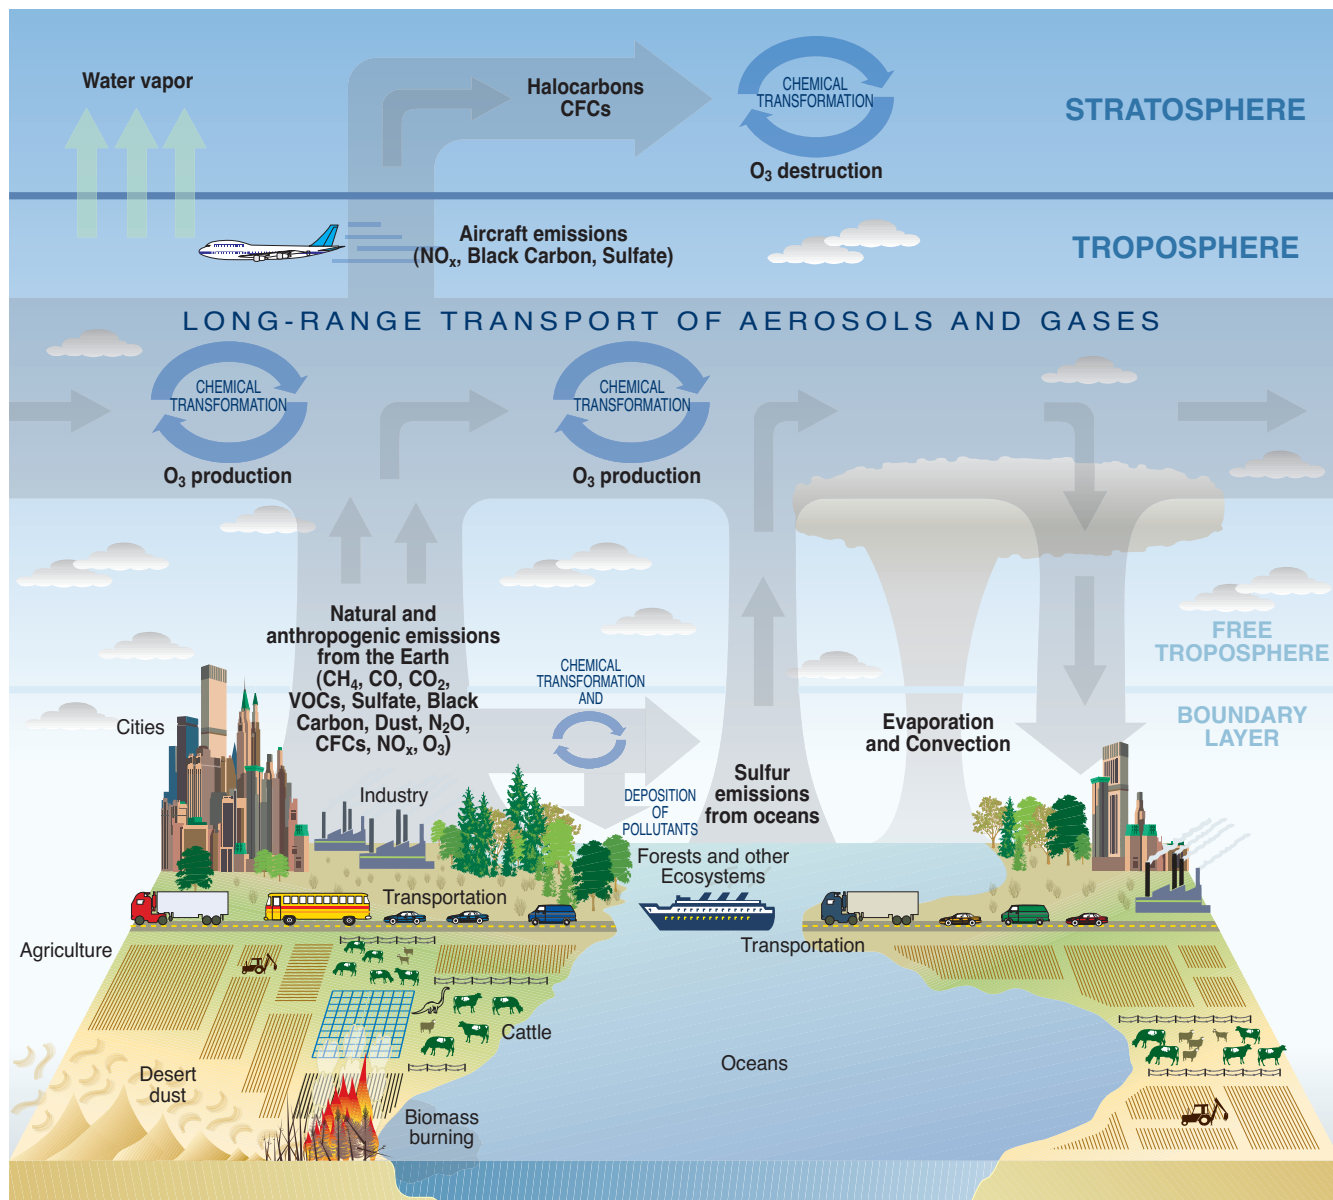 Water vapor
Halocarbons
CFCs
CHEMICAL
TRANSFORMATION
O₃ destruction
STRATOSPHERE
Aircraft emissions
(NOₓ, Black Carbon, Sulfate)
TROPOSPHERE
LONG-RANGE TRANSPORT OF AEROSOLS AND GASES
CHEMICAL
TRANSFORMATION
O₃ production
CHEMICAL
TRANSFORMATION
O₃ production
Natural and
anthropogenic emissions
from the Earth
(CH₄, CO, CO₂,
VOCs, Sulfate, Black
Carbon, Dust, N₂O,
CFCs, NOₓ, O₃)
FREE
TROPOSPHERE
CHEMICAL
TRANSFORMATION
AND
DEPOSITION
OF
POLLUTANTS
BOUNDARY
LAYER
Cities
Evaporation
and Convection
Sulfur
emissions
from oceans
Industry
Forests and other
Ecosystems
Transportation
Agriculture
Transportation
Cattle
Oceans
Desert
dust
Biomass
burning